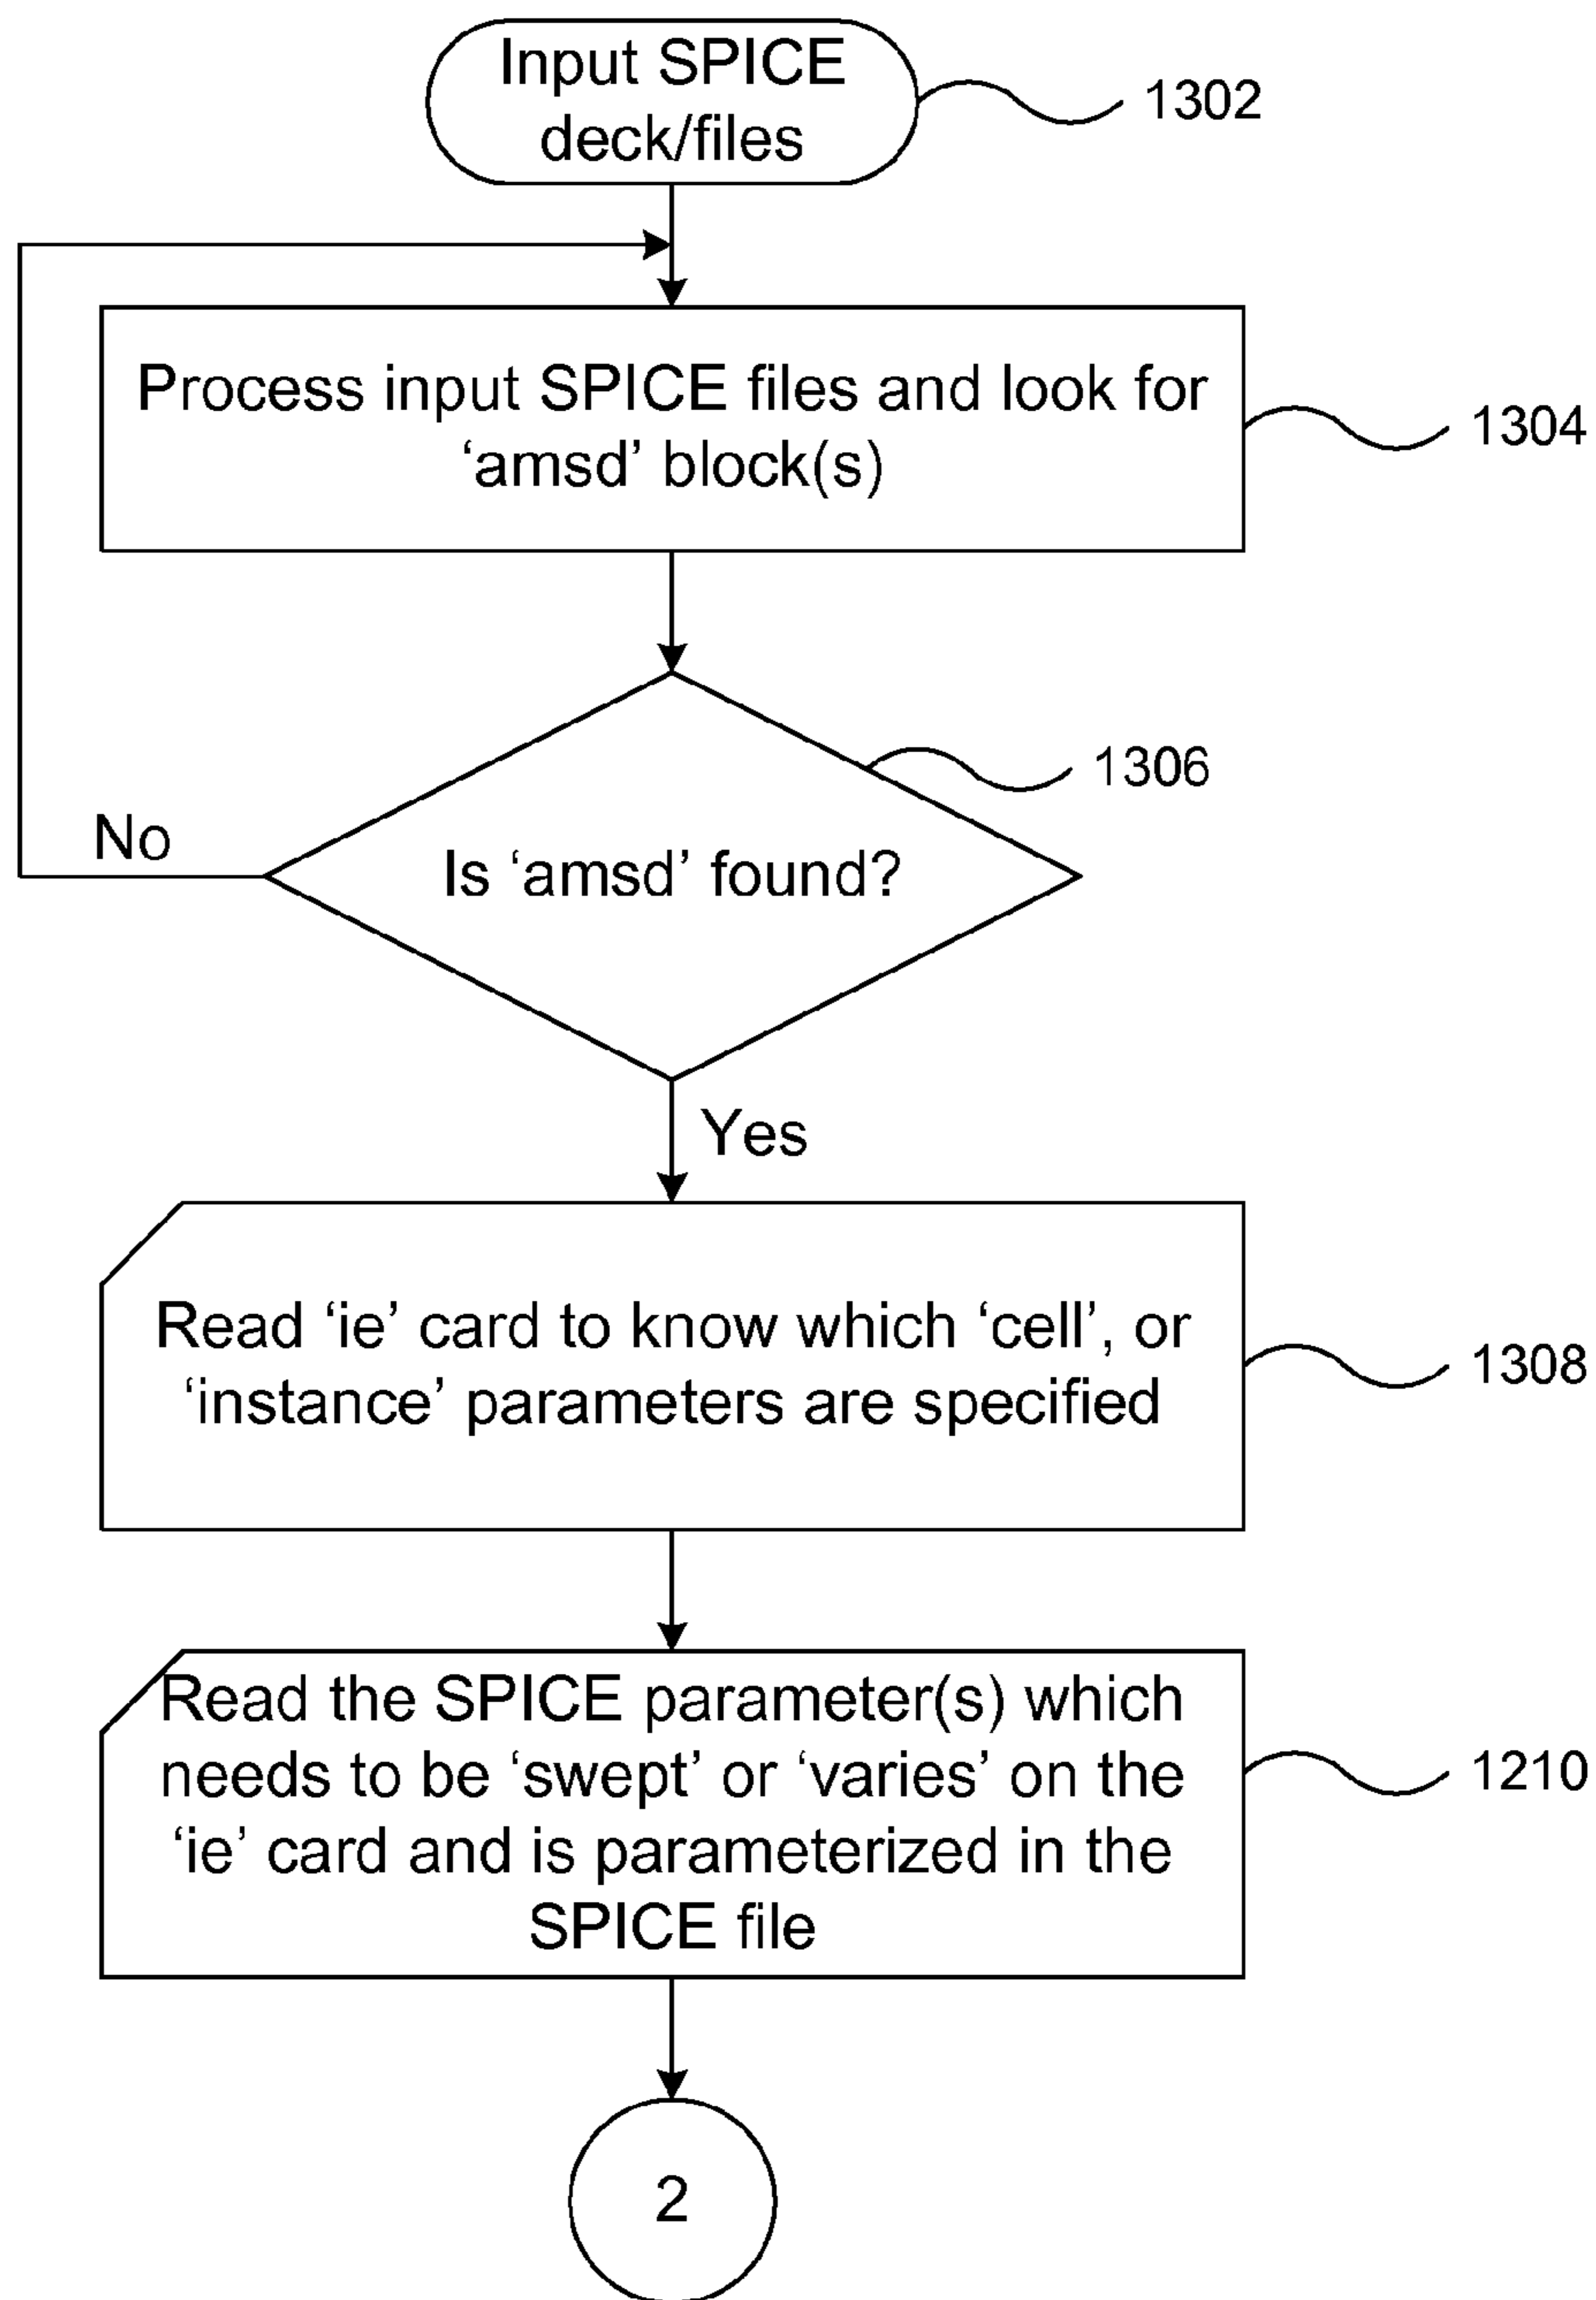 Input SPICE
deck/files
1302
Process input SPICE files and look for
‘amsd’ block(s)
1304
1306
Is ‘amsd’ found?
No
Yes
Read ‘ie’ card to know which ‘cell’, or
‘instance’ parameters are specified
1308
Read the SPICE parameter(s) which
needs to be ‘swept’ or ‘varies’ on the
‘ie’ card and is parameterized in the
SPICE file
1210
2